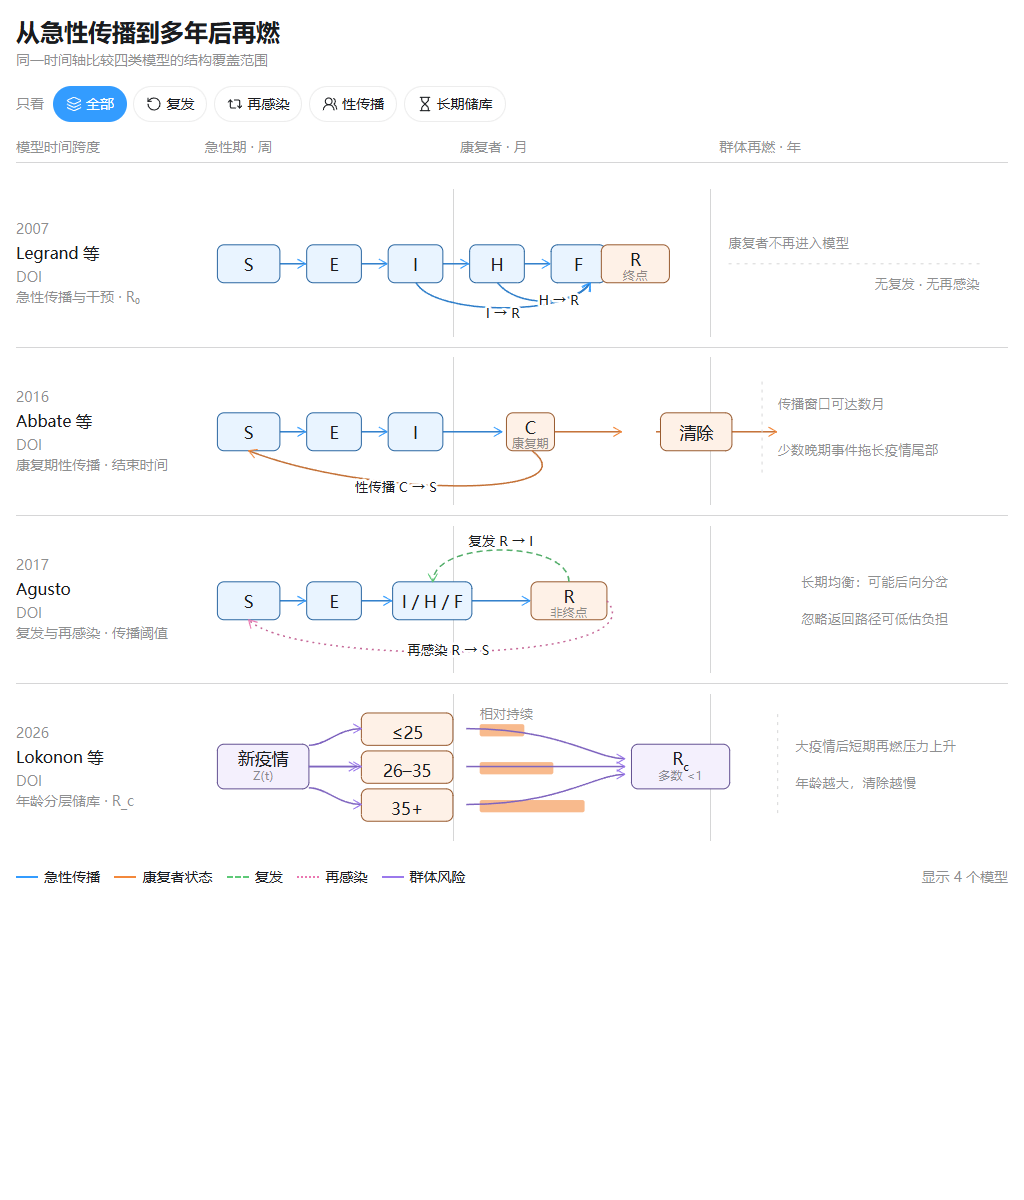 从急性传播到多年后再燃
同一时间轴比较四类模型的结构覆盖范围
只看 全部 复发 再感染 性传播 长期储库
模型时间跨度 急性期 · 周 康复者 · 月 群体再燃 · 年
2007
Legrand 等
DOI
急性传播与干预 · R₀
S E I H F R
终点
H → R
I → R
康复者不再进入模型
无复发 · 无再感染
2016
Abbate 等
DOI
康复期性传播 · 结束时间
S E I C 清除
康复期
性传播 C → S
传播窗口可达数月
少数晚期事件拖长疫情尾部
2017
Agusto
DOI
复发与再感染 · 传播阈值
复发 R → I
S E I / H / F R
非终点
再感染 R → S
长期均衡：可能后向分岔
忽略返回路径可低估负担
2026
Lokonon 等
DOI
年龄分层储库 · R_c
新疫情
Z(t)
≤25
26–35
35+
相对持续
Rc
多数 <1
大疫情后短期再燃压力上升
年龄越大，清除越慢
急性传播 康复者状态 复发 再感染 群体风险 显示 4 个模型